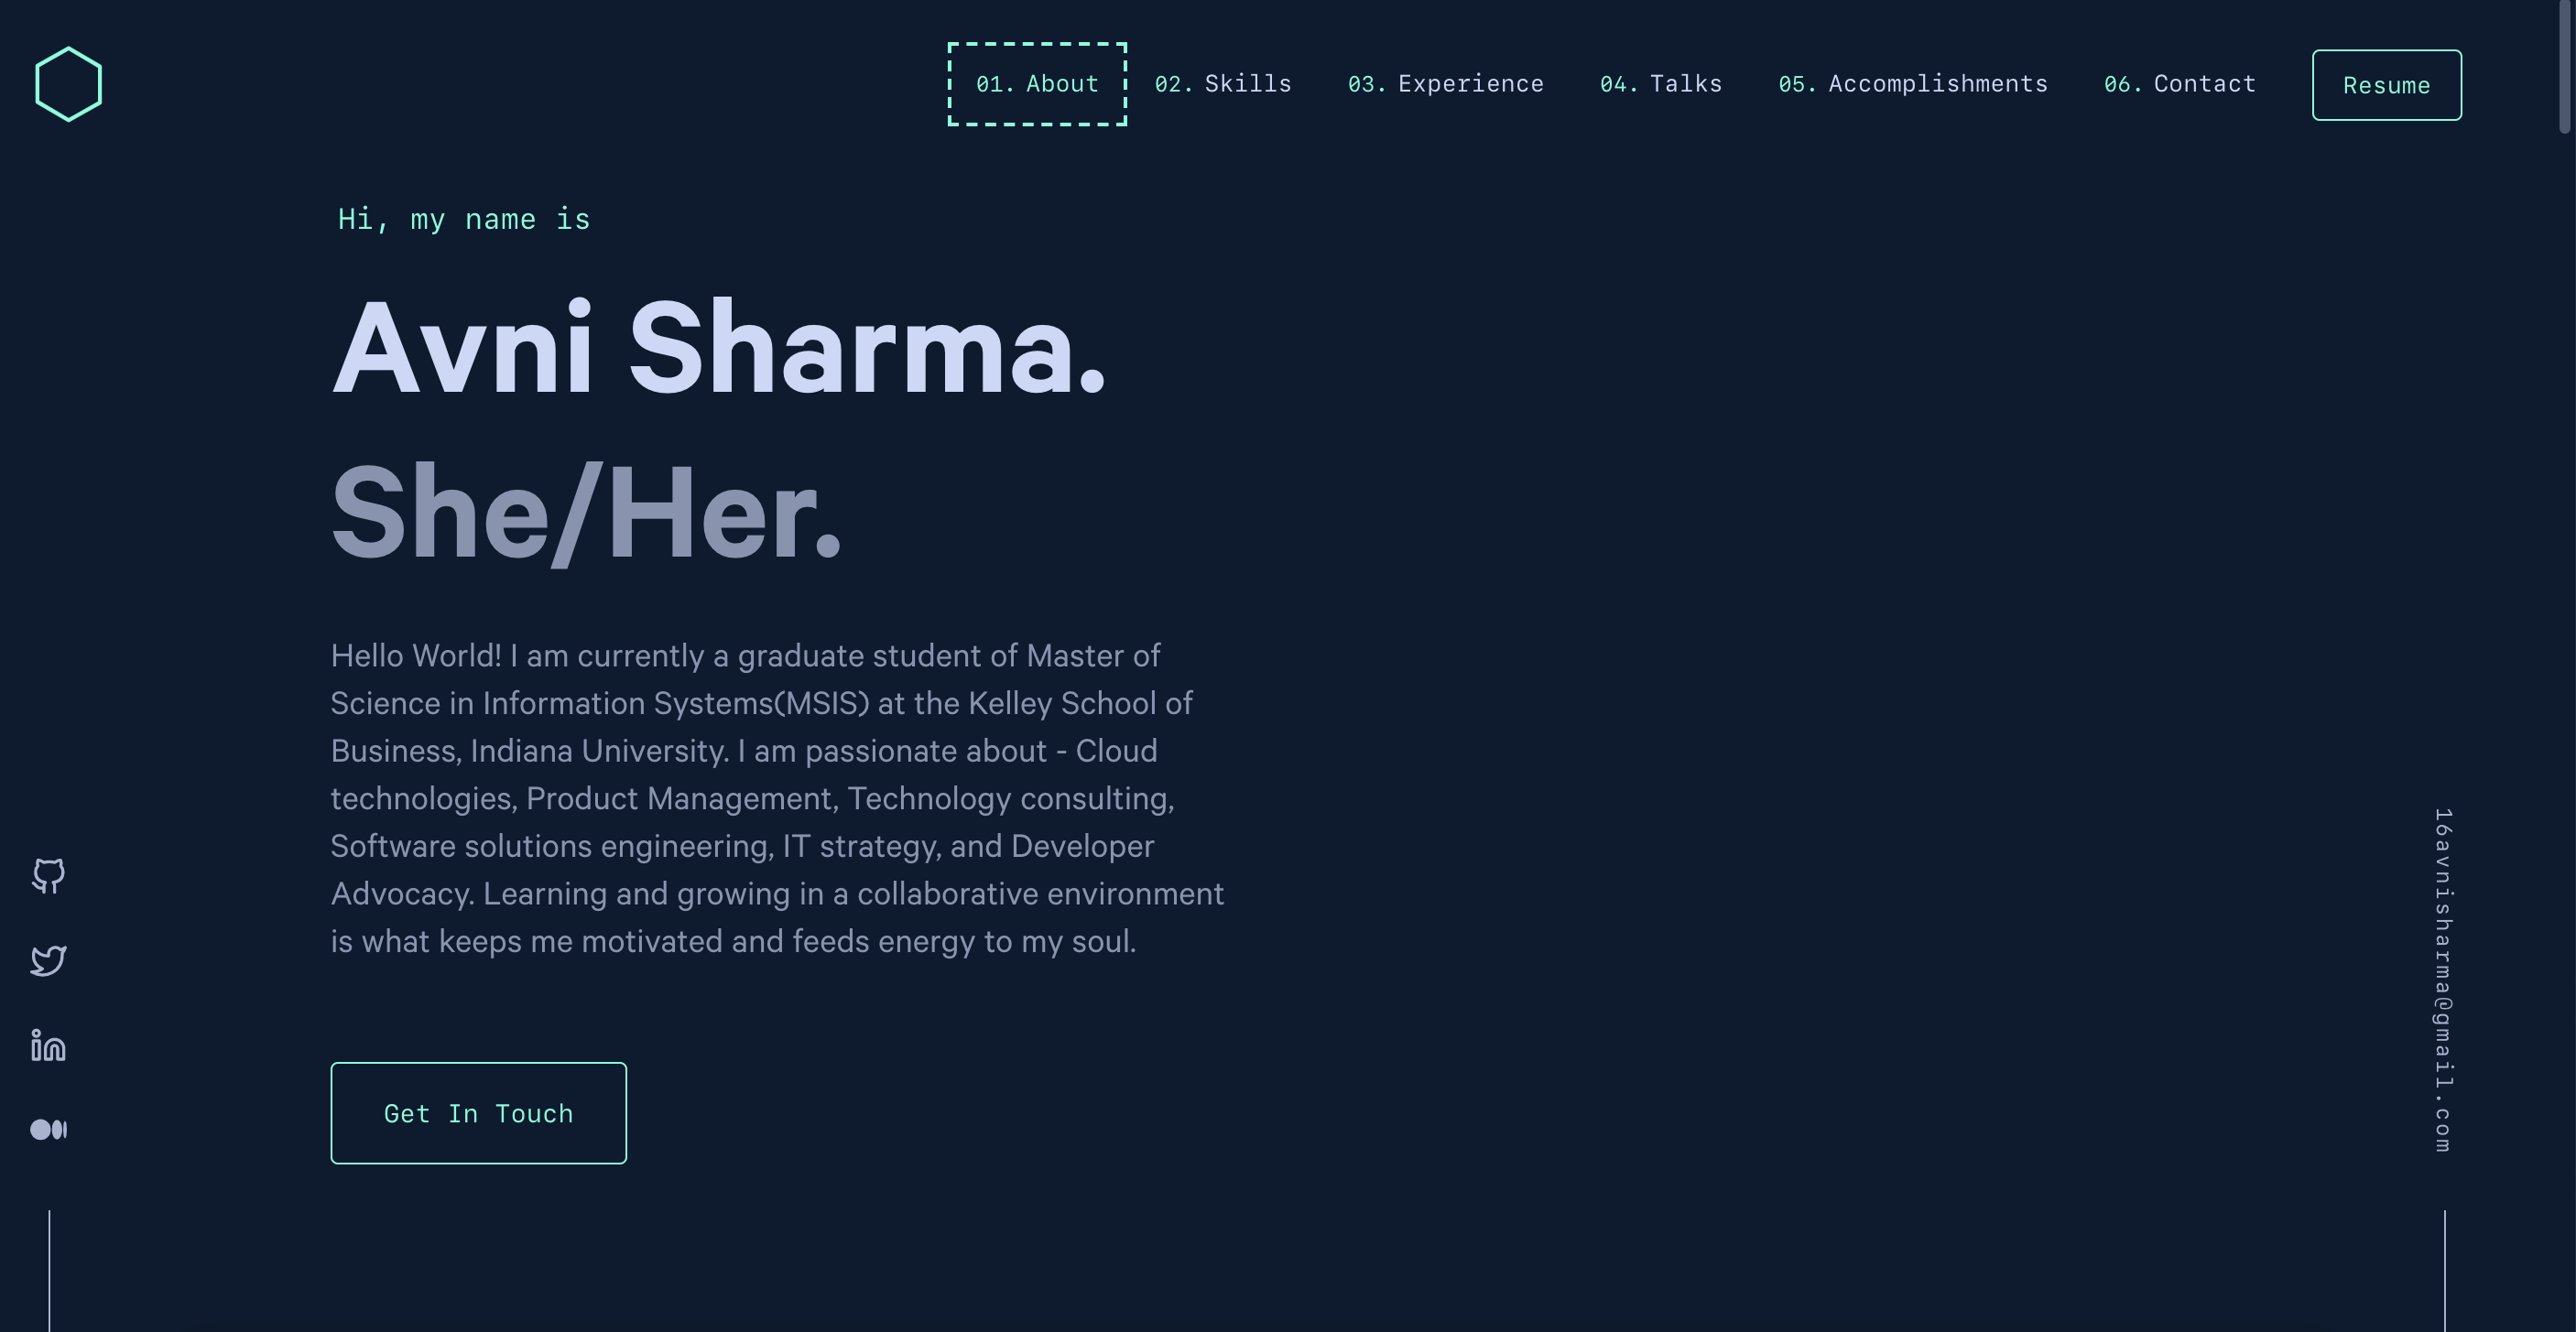 01. About
02. Skills
03. Experience
04. Talks
05. Accomplishments
06. Contact
Resume
Hi, my name is
Avni Sharma.
She/Her.
Hello World! I am currently a graduate student of Master of
Science in Information Systems(MSIS) at the Kelley School of
Business, Indiana University. I am passionate about - Cloud
technologies, Product Management, Technology consulting,
Software solutions engineering, IT strategy, and Developer
Advocacy. Learning and growing in a collaborative environment
is what keeps me motivated and feeds energy to my soul.
Get In Touch
16avnisharma@gmail.com